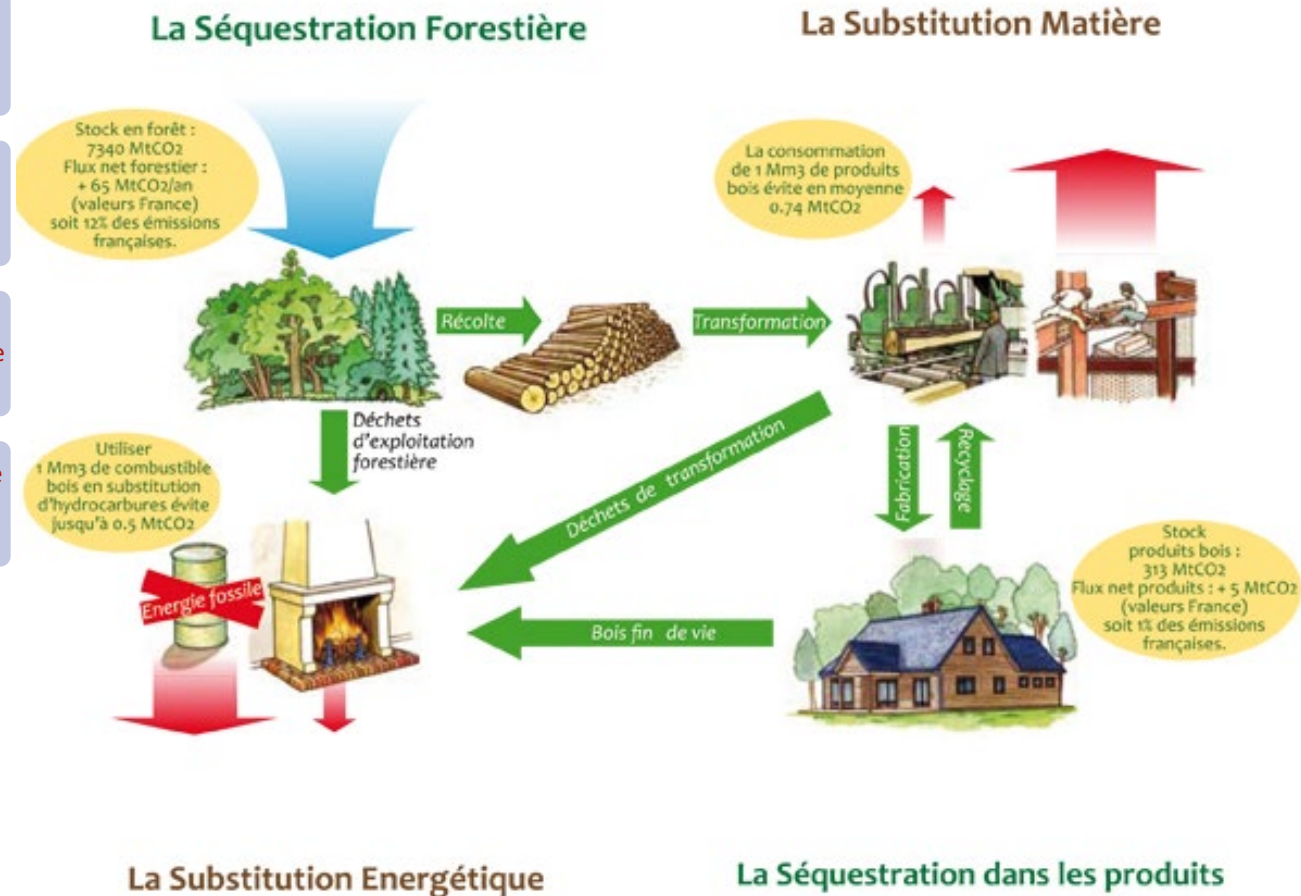 La Séquestration Forestière
La Substitution Matière
Stock en forêt :
7340 MtCO2
Flux net forestier :
+ 65 MtCO2/an
(valeurs France)
soit 12% des émissions
françaises.
La consommation
de 1 Mm3 de produits
bois évite en moyenne
0.74 MtCO2
Récolte
Transformation
Déchets
d'exploitation
forestière
Déchets de transformation
Fabrication
Recyclage
Utiliser
1 Mm3 de combustible
bois en substitution
d'hydrocarbures évite
jusqu'à 0.5 MtCO2
Energie fossile
Bois fin de vie
Stock
produits bois :
313 MtCO2
Flux net produits : + 5 MtCO2
(valeurs France)
soit 1% des émissions
françaises.
La Substitution Energétique
La Séquestration dans les produits